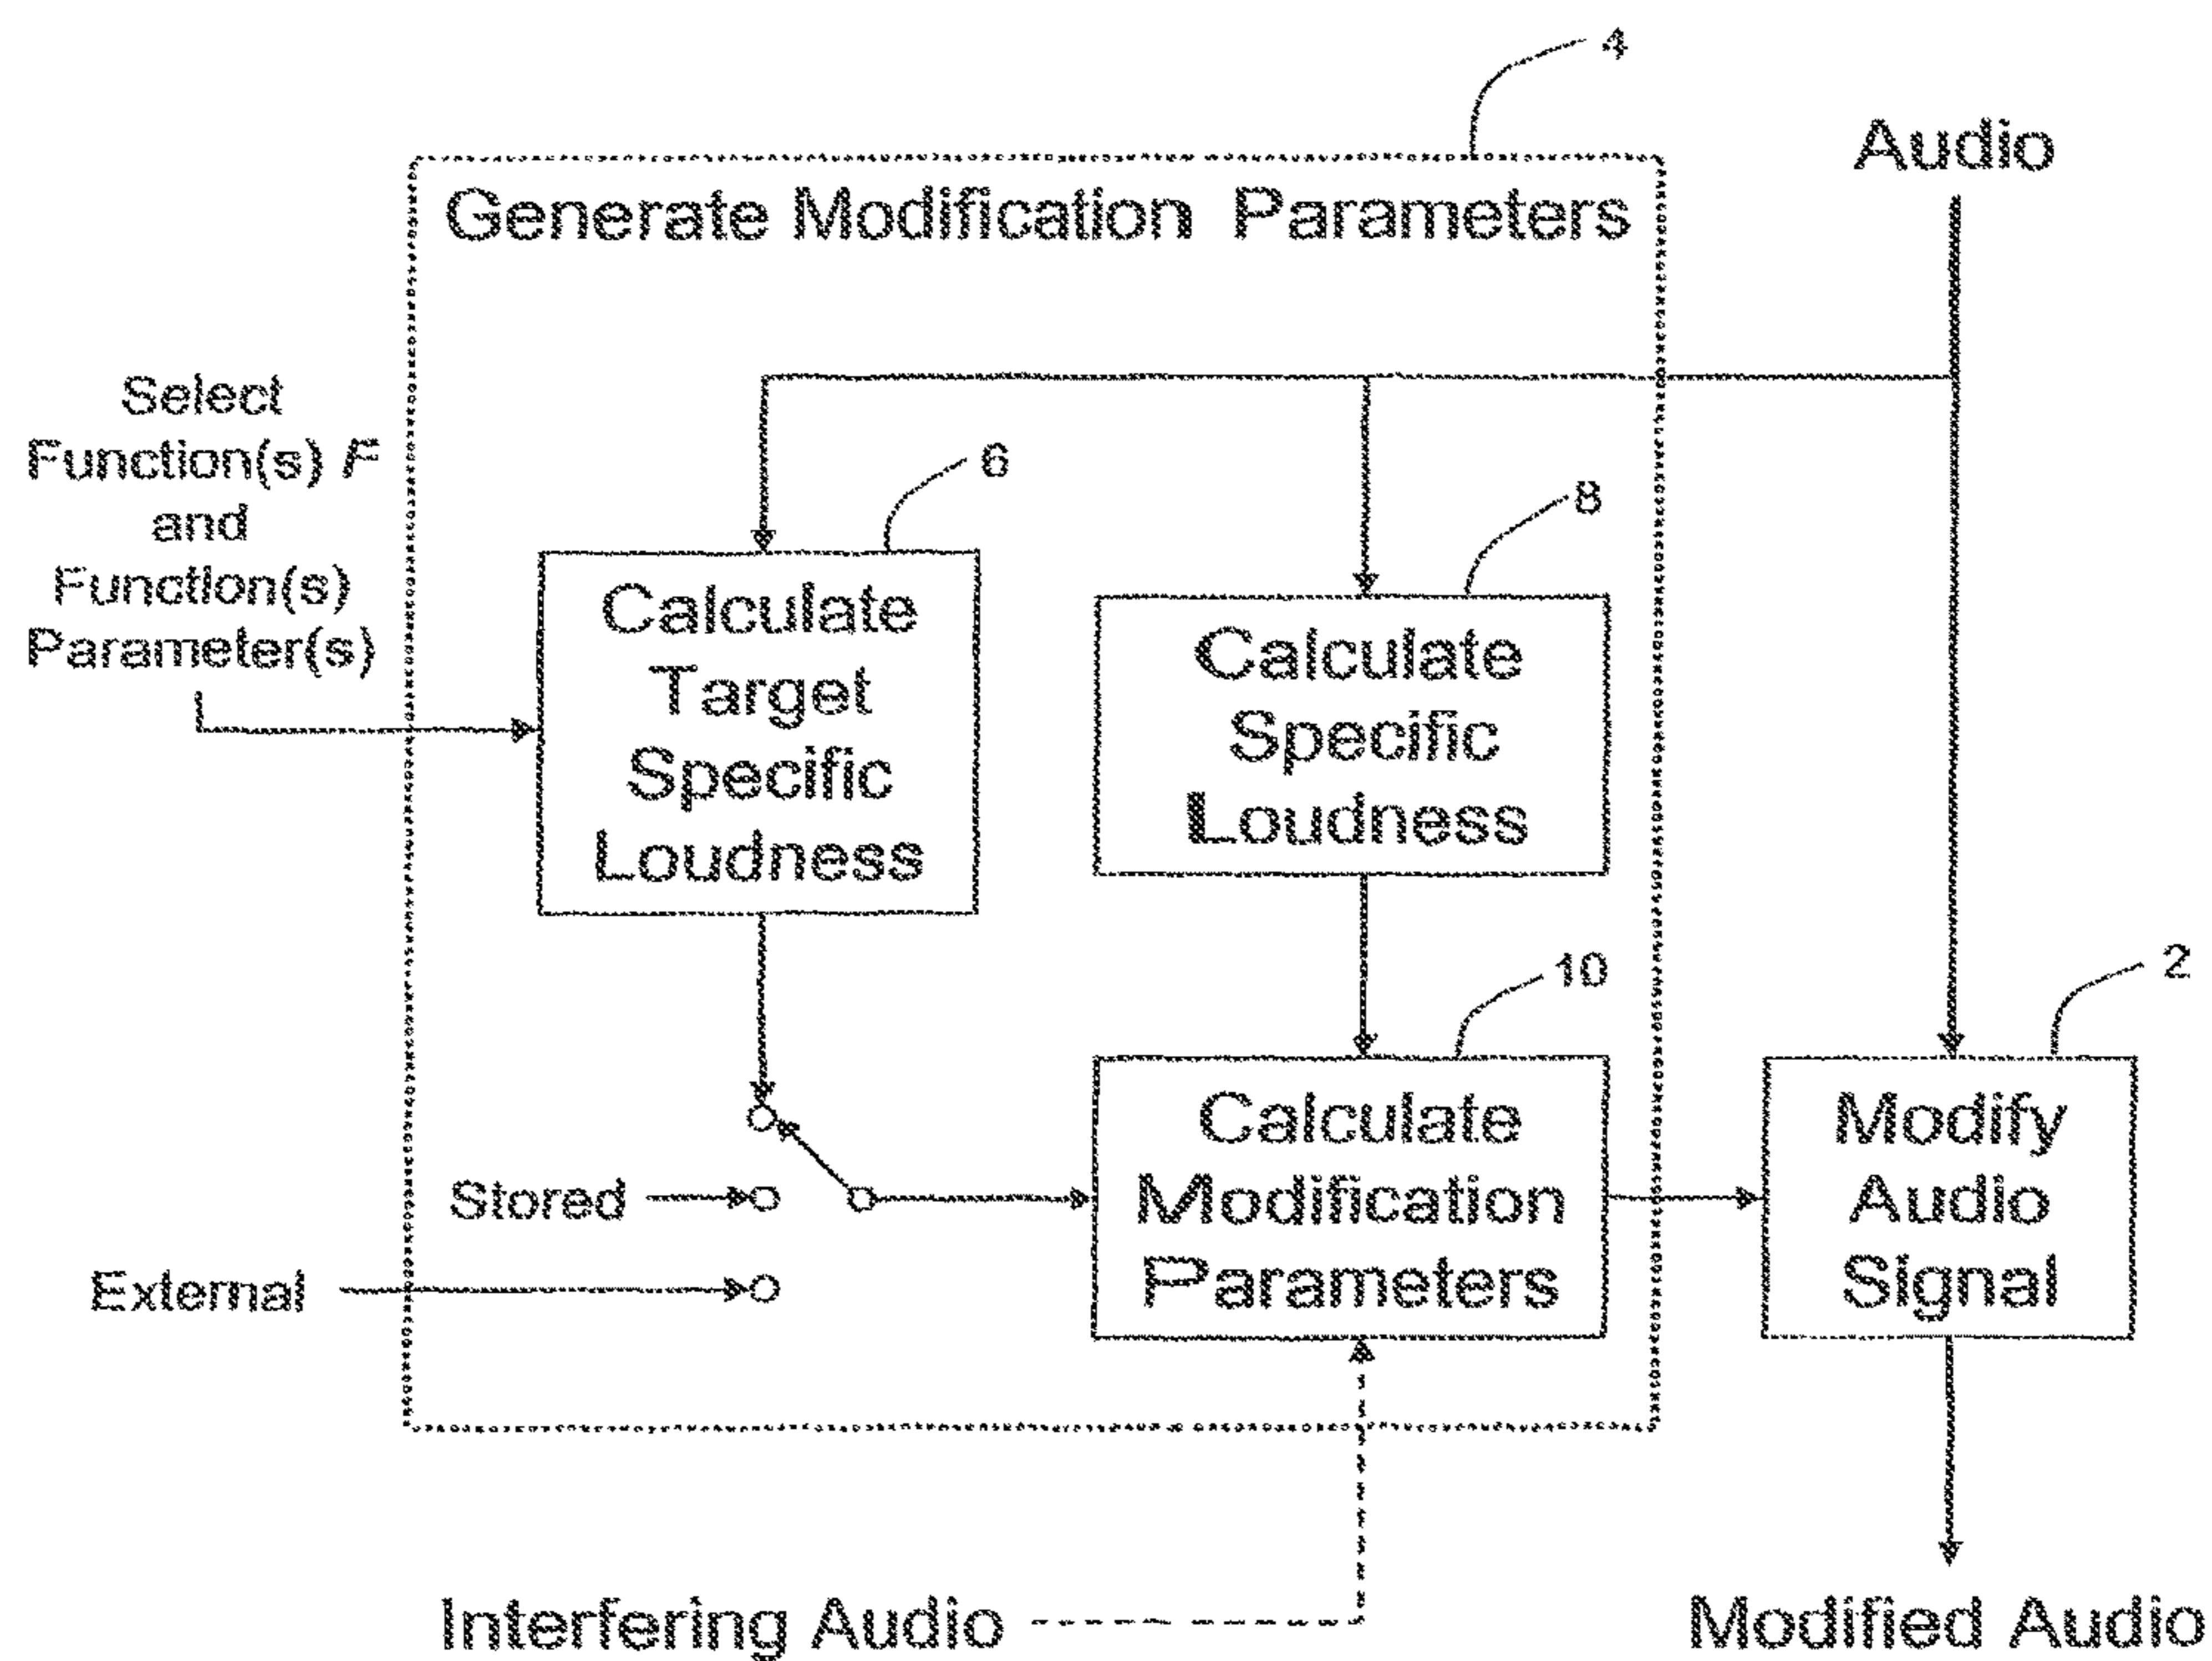 4
Audio
Generate Modification Parameters
Select
Function(s) F
and
Function(s)
Parameter(s)
6
8
Calculate
Target
Specific
Loudness
Calculate
Specific
Loudness
10
2
Calculate
Modification
Parameters
Modify
Audio
Signal
Stored
External
Interfering Audio
Modified Audio